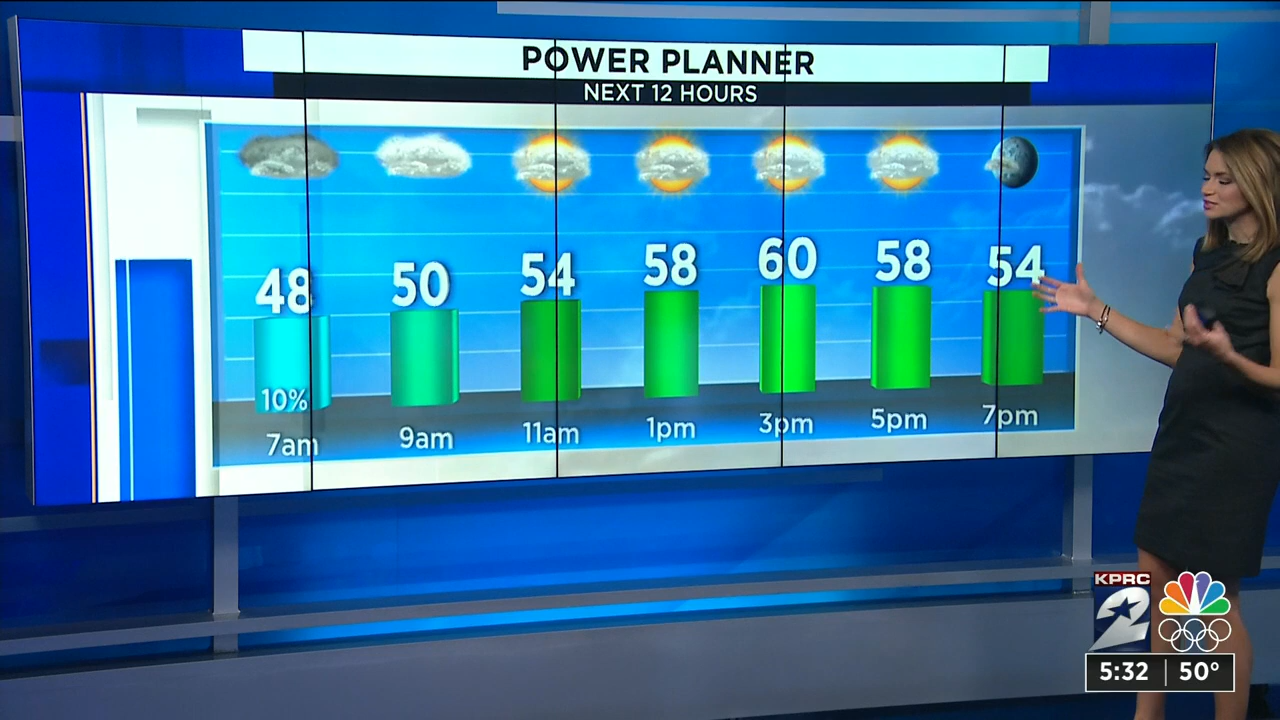 POWER PLANNER
NEXT 12 HOURS
48 50 54 58 60 58 54
10%
7am 9am 11am 1pm 3pm 5pm 7pm
KPRC
2
5:32 50°